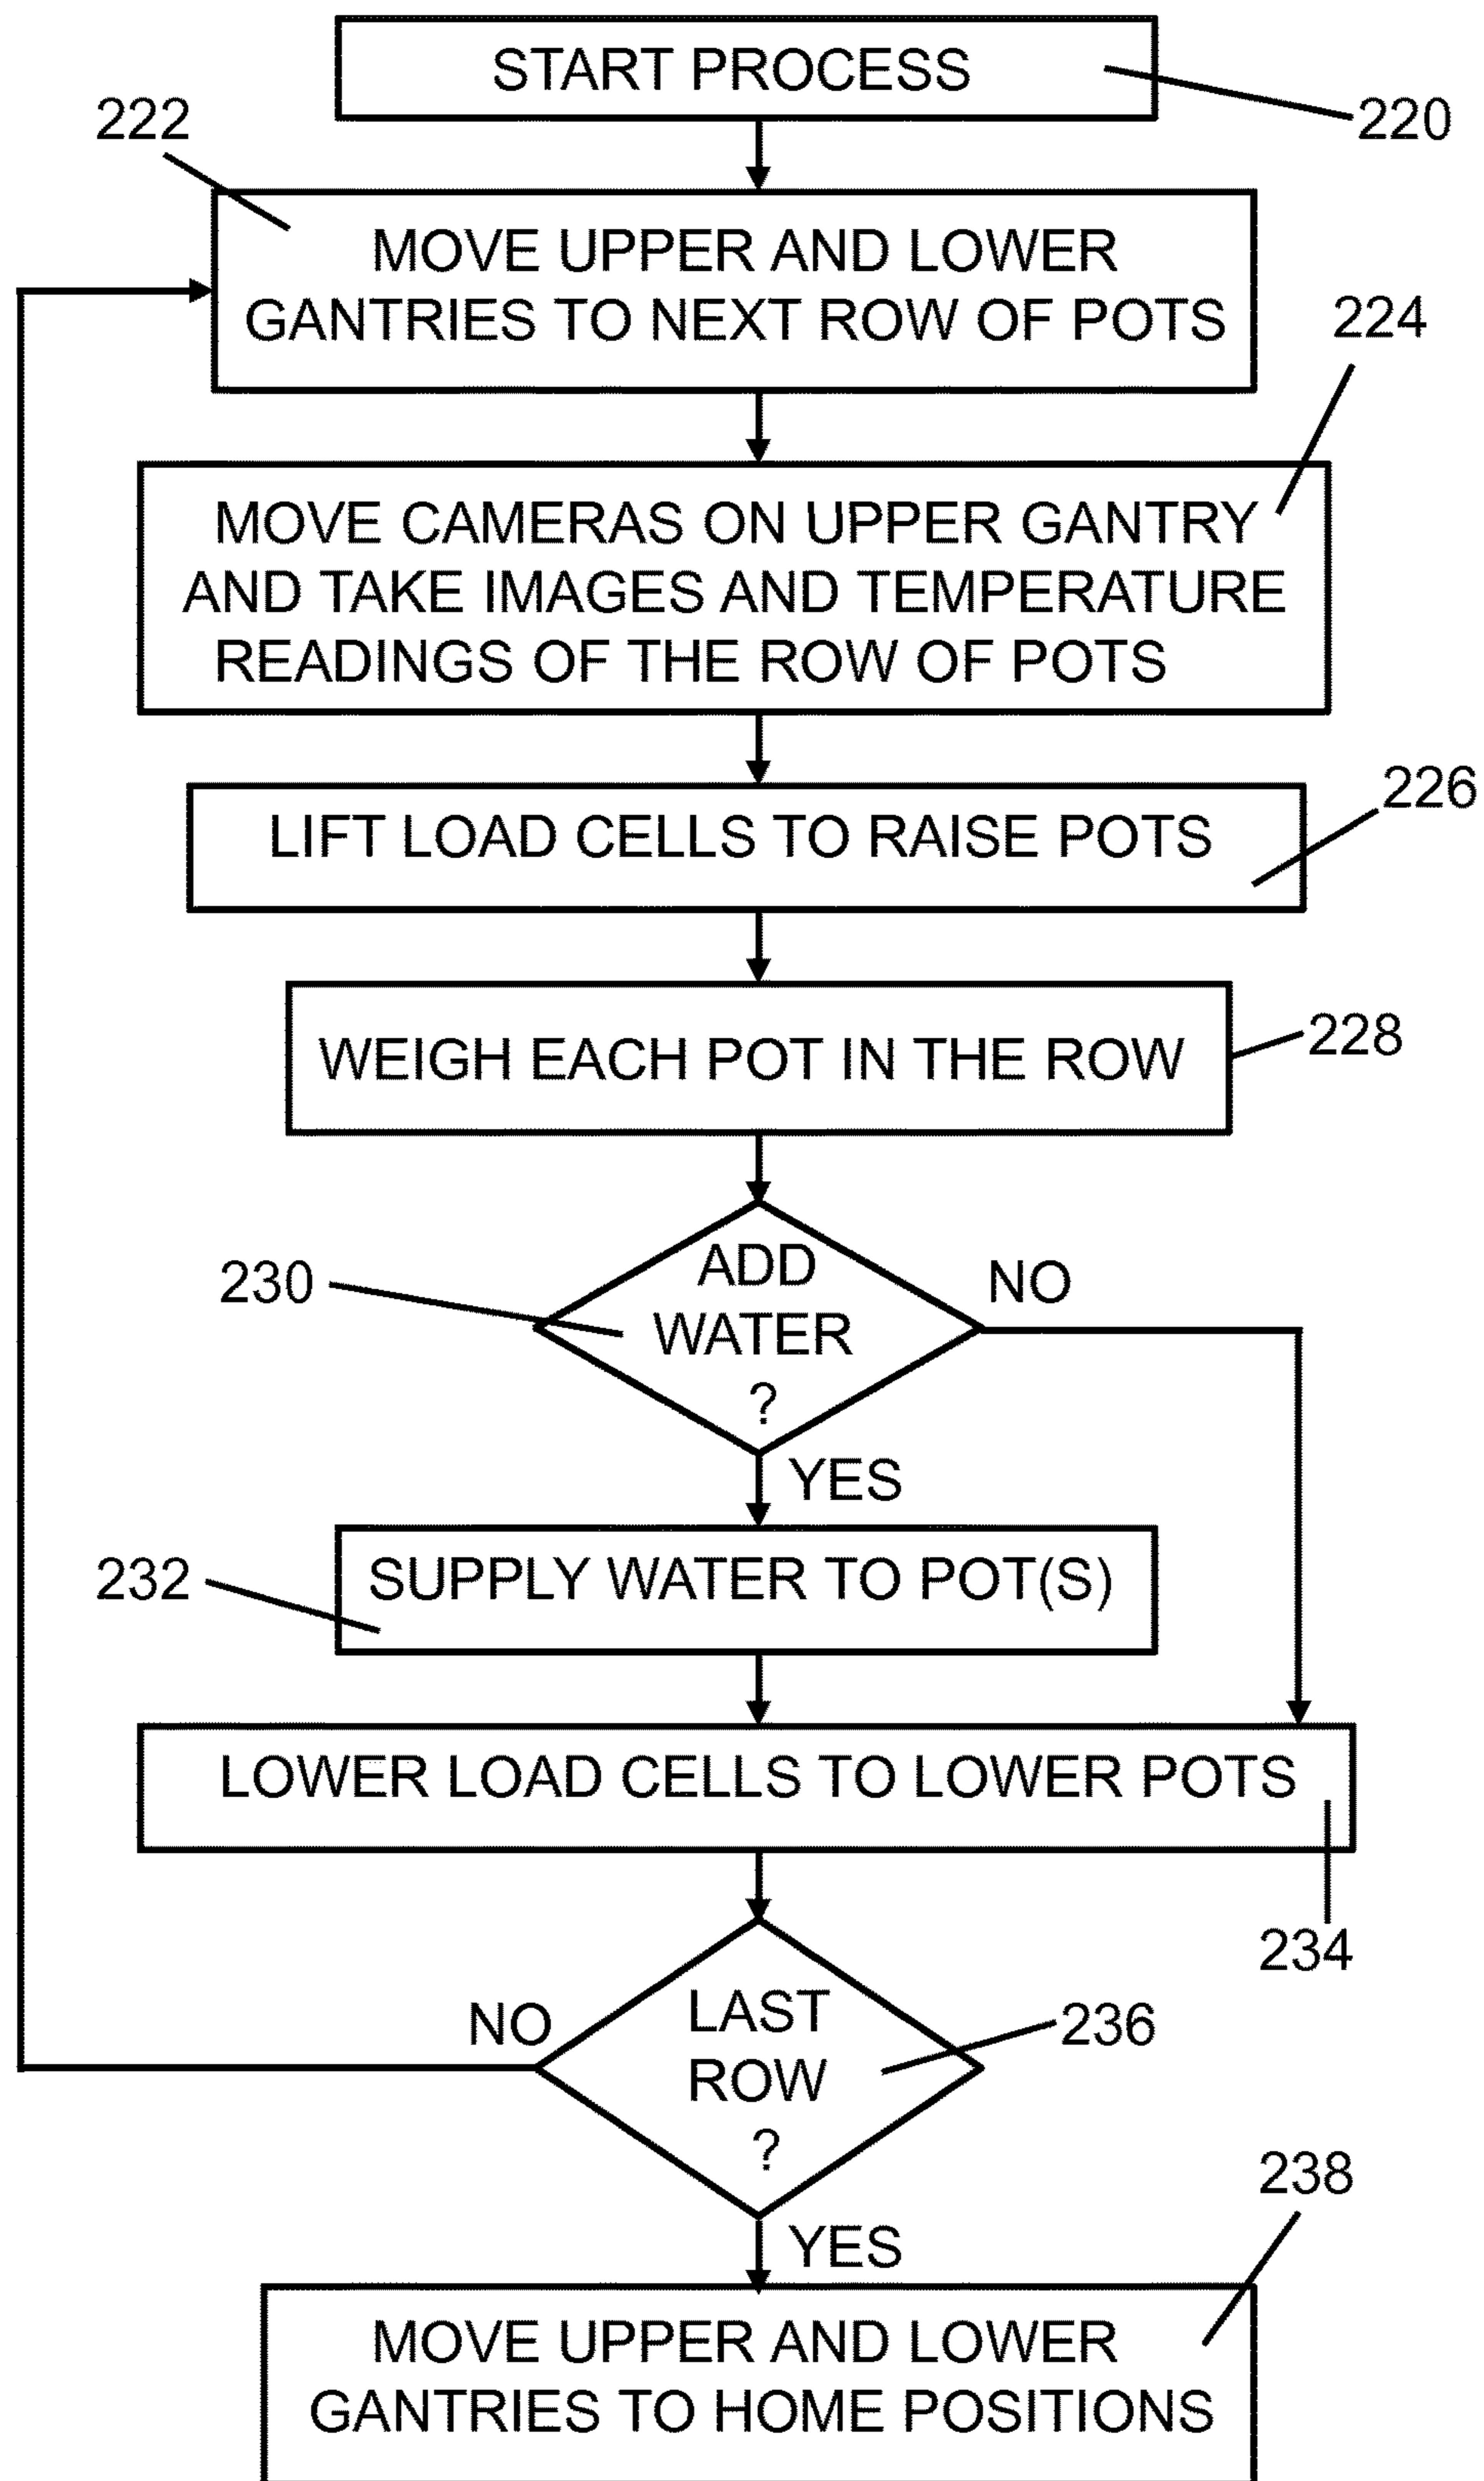 START PROCESS
220
222
MOVE UPPER AND LOWER
GANTRIES TO NEXT ROW OF POTS
224
MOVE CAMERAS ON UPPER GANTRY
AND TAKE IMAGES AND TEMPERATURE
READINGS OF THE ROW OF POTS
226
LIFT LOAD CELLS TO RAISE POTS
228
WEIGH EACH POT IN THE ROW
230
ADD
WATER
?
NO
YES
232
SUPPLY WATER TO POT(S)
LOWER LOAD CELLS TO LOWER POTS
234
NO
LAST
ROW
?
236
YES
238
MOVE UPPER AND LOWER
GANTRIES TO HOME POSITIONS